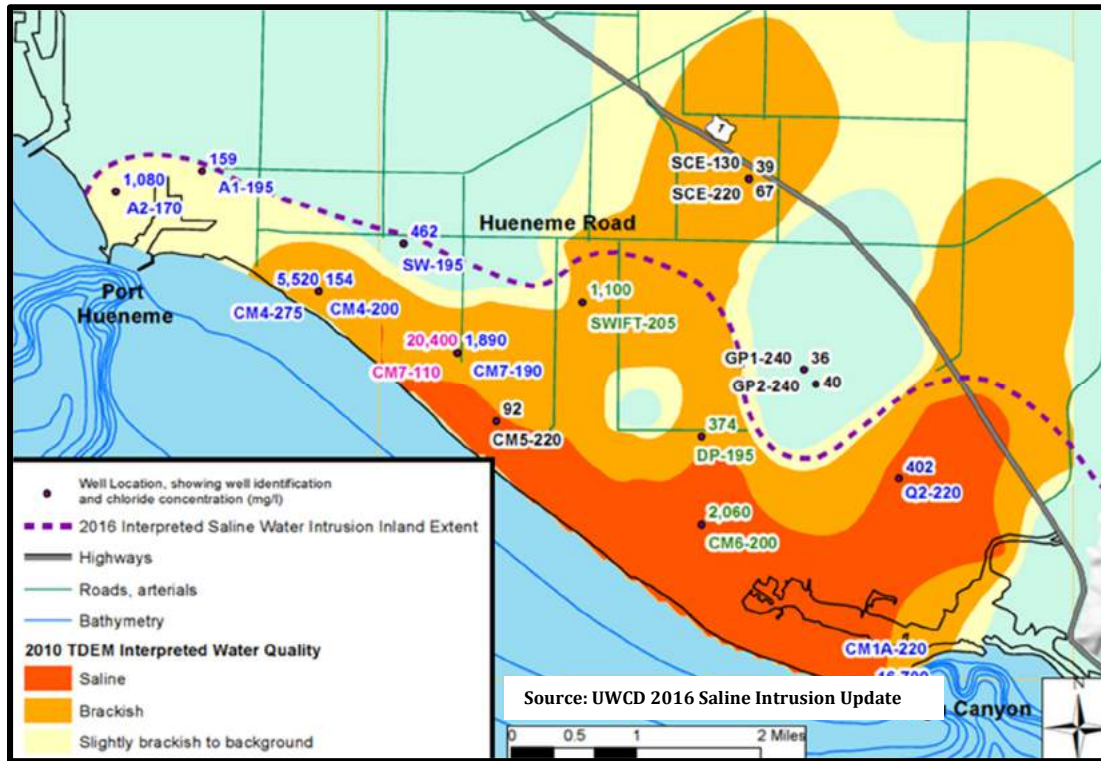 1
SCE-130 39
SCE-220 67
159
1,080
A1-195
A2-170
Hueneme Road
462
SW-195
Port
Hueneme
5,520 154
CM4-275 CM4-200
1,100
SWIFT-205
20,400 1,890
CM7-110 CM7-190
GP1-240 36
GP2-240 40
92
CM5-220
374
DP-195
402
Q2-220
2,060
CM6-200
CM1A-220
Canyon
Well Location, showing well identification
and chloride concentration (mg/l)
2016 Interpreted Saline Water Intrusion Inland Extent
Highways
Roads, arterials
Bathymetry
2010 TDEM Interpreted Water Quality
Saline
Brackish
Slightly brackish to background
Source: UWCD 2016 Saline Intrusion Update
0 0.5 1 2 Miles
N